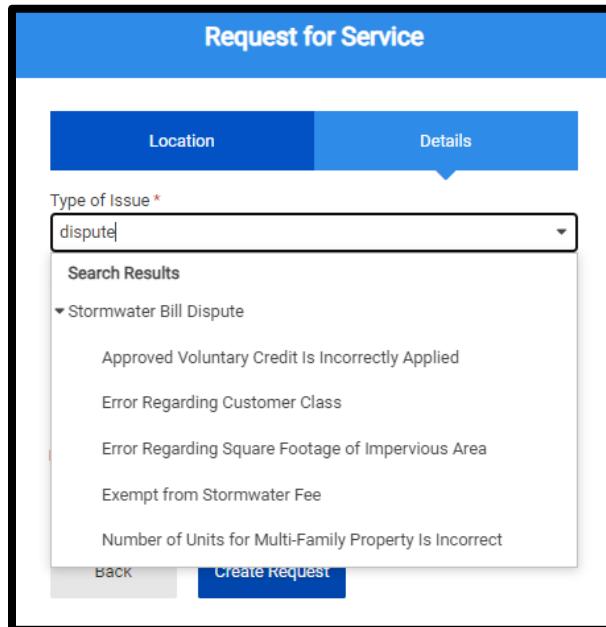 Request for Service
Location
Details
Type of Issue *
dispute
Search Results
Stormwater Bill Dispute
Approved Voluntary Credit Is Incorrectly Applied
Error Regarding Customer Class
Error Regarding Square Footage of Impervious Area
Exempt from Stormwater Fee
Number of Units for Multi-Family Property Is Incorrect
Back
Create Request